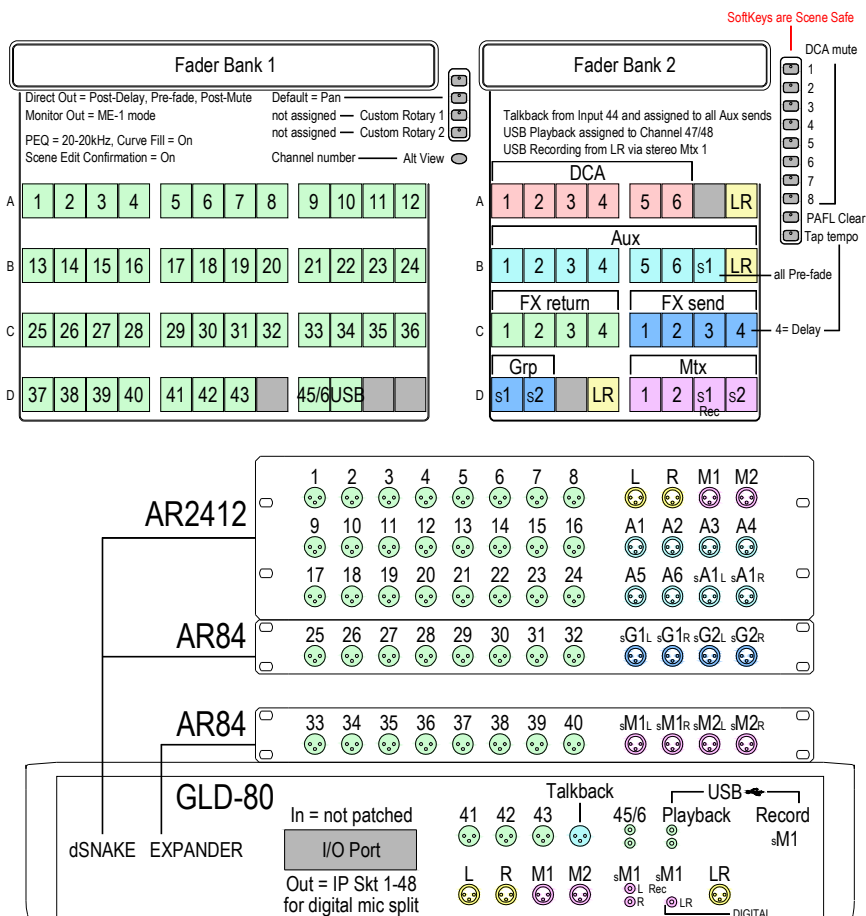 SoftKeys are Scene Safe
Fader Bank 1
Fader Bank 2
DCA mute
1
2
3
4
5
6
7
8
PAFL Clear
Tap tempo
Direct Out = Post-Delay, Pre-fade, Post-Mute
Monitor Out = ME-1 mode
PEQ = 20-20kHz, Curve Fill = On
Scene Edit Confirmation = On
Default = Pan
not assigned — Custom Rotary 1
not assigned — Custom Rotary 2
Channel number — Alt View
Talkback from Input 44 and assigned to all Aux sends
USB Playback assigned to Channel 47/48
USB Recording from LR via stereo Mtx 1
A 1 2 3 4 5 6 7 8 9 10 11 12
B 13 14 15 16 17 18 19 20 21 22 23 24
C 25 26 27 28 29 30 31 32 33 34 35 36
D 37 38 39 40 41 42 43 45/6 USB
DCA
A 1 2 3 4 5 6 LR
Aux
B 1 2 3 4 5 6 s1 LR
all Pre-fade
FX return FX send
C 1 2 3 4 1 2 3 4
4= Delay
Grp Mtx
D s1 s2 LR 1 2 s1 s2
Rec
AR2412
1 2 3 4 5 6 7 8 L R M1 M2
9 10 11 12 13 14 15 16 A1 A2 A3 A4
17 18 19 20 21 22 23 24 A5 A6 sA1L sA1R
AR84
25 26 27 28 29 30 31 32 sG1L sG1R sG2L sG2R
AR84
33 34 35 36 37 38 39 40 sM1L sM1R sM2L sM2R
GLD-80
dSNAKE EXPANDER
In = not patched
I/O Port
Out = IP Skt 1-48
for digital mic split
Talkback
USB
41 42 43 45/6 Playback Record
sM1
L R M1 M2 sM1 sM1 LR
L Rec
R LR
DIGITAL